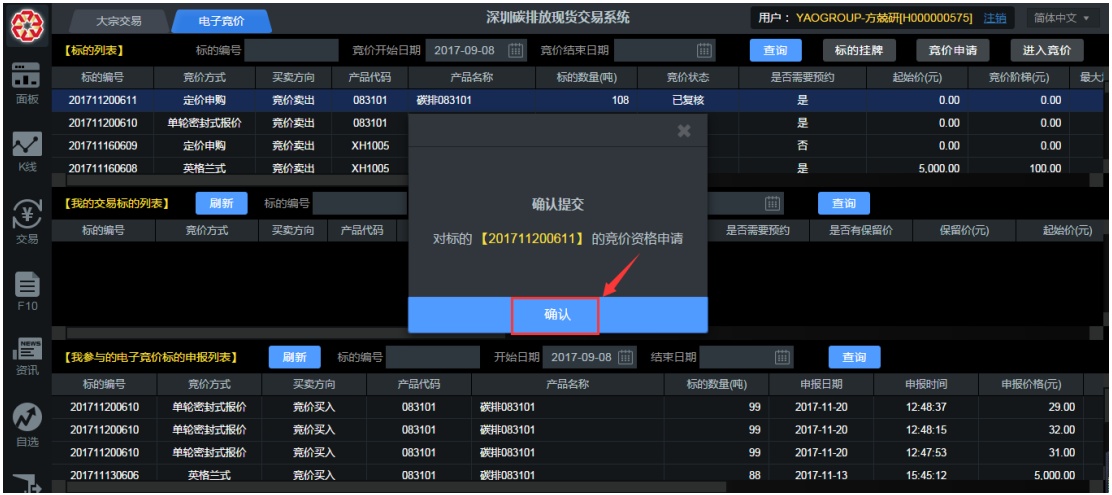 深圳碳排放现货交易系统
大宗交易 电子竞价 用户: YAOGROUP-方兢研[H000000575] 注销 简体中文
【标的列表】 标的编号 竞价开始日期 2017-09-08 竞价结束日期 查询 标的挂牌 竞价申请 进入竞价
标的编号 竞价方式 买卖方向 产品代码 产品名称 标的数量(吨) 竞价状态 是否需要预约 起始价(元) 竞价阶梯(元)
201711200611 定价申购 竞价卖出 083101 碳排083101 108 已复核 是 0.00 0.00
201711200610 单轮密封式报价 竞价卖出 083101 是 0.00 0.00
201711160609 定价申购 竞价卖出 XH1005 否 0.00 0.00
201711160608 英格兰式 竞价卖出 XH1005 是 5,000.00 100.00
面板
K线
交易
F10
NEWS
资讯
自选
【我的交易标的列表】 刷新 标的编号 查询
标的编号 竞价方式 买卖方向 产品代码 是否需要预约 是否有保留价 保留价(元) 起始价(元)
确认提交
对标的【201711200611】的竞价资格申请
确认
【我参与的电子竞价标的申报列表】 刷新 标的编号 开始日期 2017-09-08 结束日期 查询
标的编号 竞价方式 买卖方向 产品代码 产品名称 标的数量(吨) 申报日期 申报时间 申报价格(元)
201711200610 单轮密封式报价 竞价买入 083101 碳排083101 99 2017-11-20 12:48:37 29.00
201711200610 单轮密封式报价 竞价买入 083101 碳排083101 99 2017-11-20 12:48:15 32.00
201711200610 单轮密封式报价 竞价买入 083101 碳排083101 99 2017-11-20 12:47:53 31.00
201711130606 英格兰式 竞价买入 083101 碳排083101 88 2017-11-13 15:45:12 5,000.00